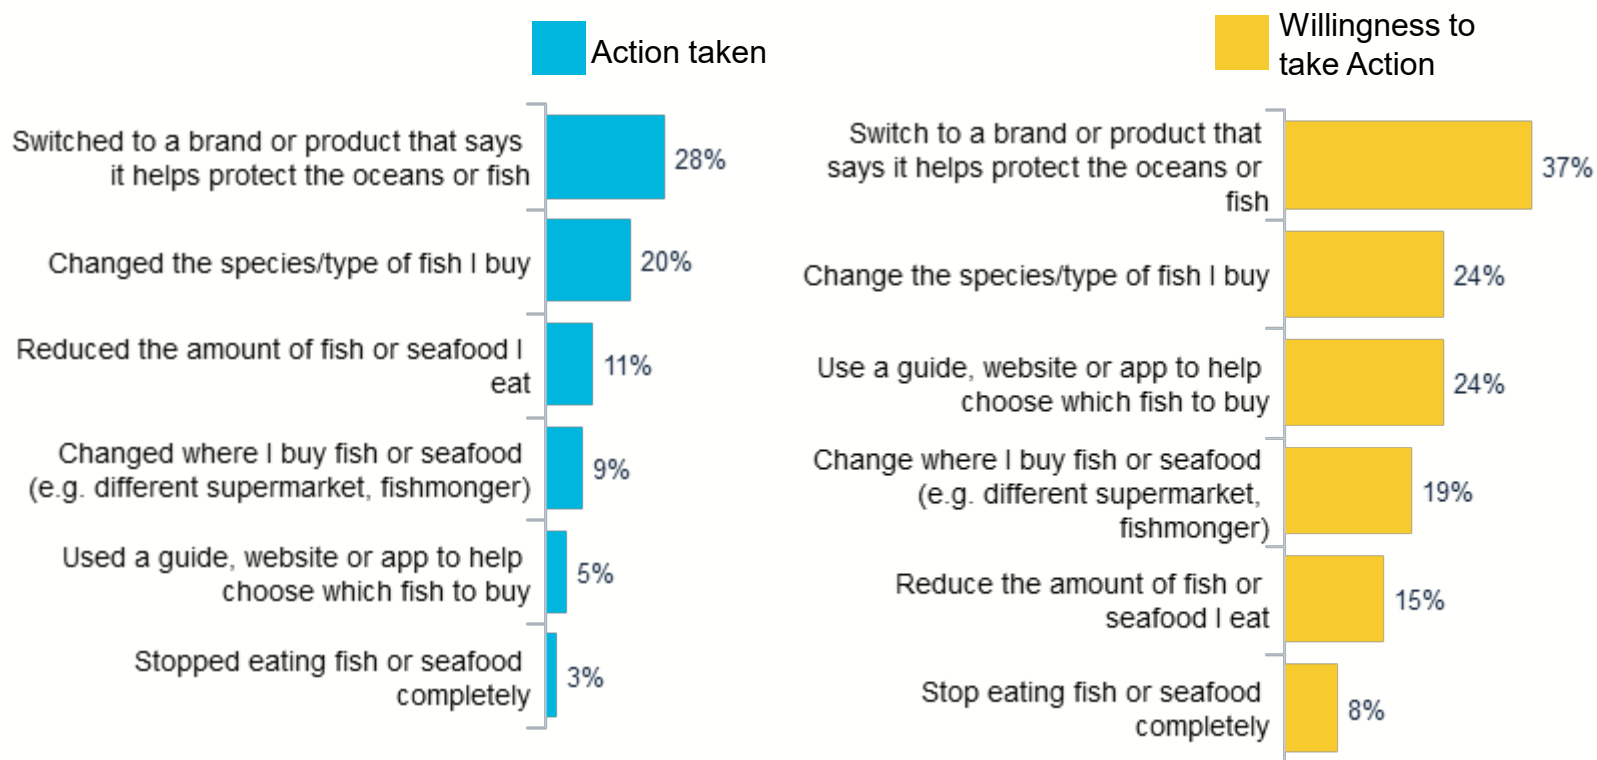 Action taken
Switched to a brand or product that says
it helps protect the oceans or fish
28%
Changed the species/type of fish I buy
20%
Reduced the amount of fish or seafood I
eat
11%
Changed where I buy fish or seafood
(e.g. different supermarket, fishmonger)
9%
Used a guide, website or app to help
choose which fish to buy
5%
Stopped eating fish or seafood
completely
3%
Willingness to
take Action
Switch to a brand or product that
says it helps protect the oceans or
fish
37%
Change the species/type of fish I buy
24%
Use a guide, website or app to help
choose which fish to buy
24%
Change where I buy fish or seafood
(e.g. different supermarket,
fishmonger)
19%
Reduce the amount of fish or
seafood I eat
15%
Stop eating fish or seafood
completely
8%